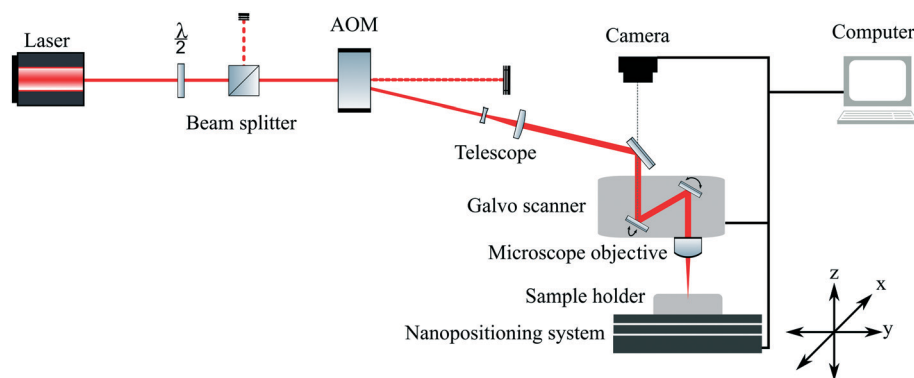 Laser
λ/2
AOM
Camera
Computer
Beam splitter
Telescope
Galvo scanner
Microscope objective
Sample holder
Nanopositioning system
z
x
y